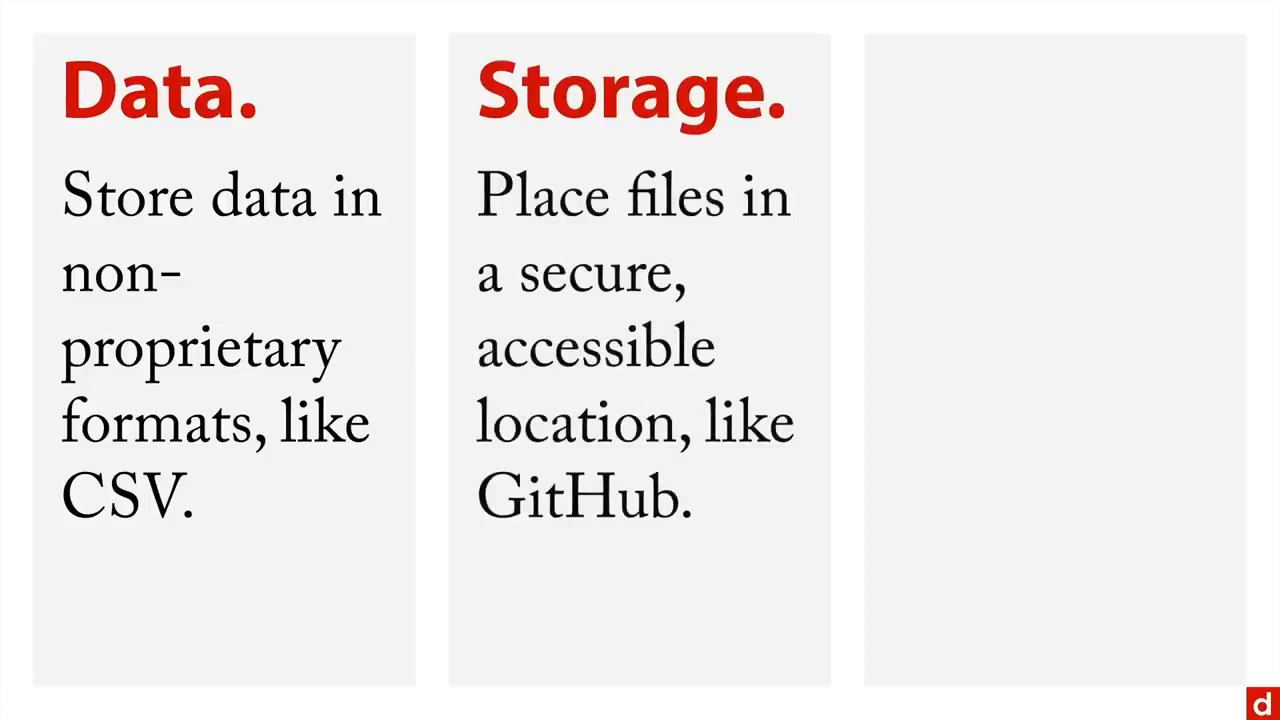 Data.
Store data in
non-
proprietary
formats, like
CSV.
Storage.
Place files in
a secure,
accessible
location, like
GitHub.
d